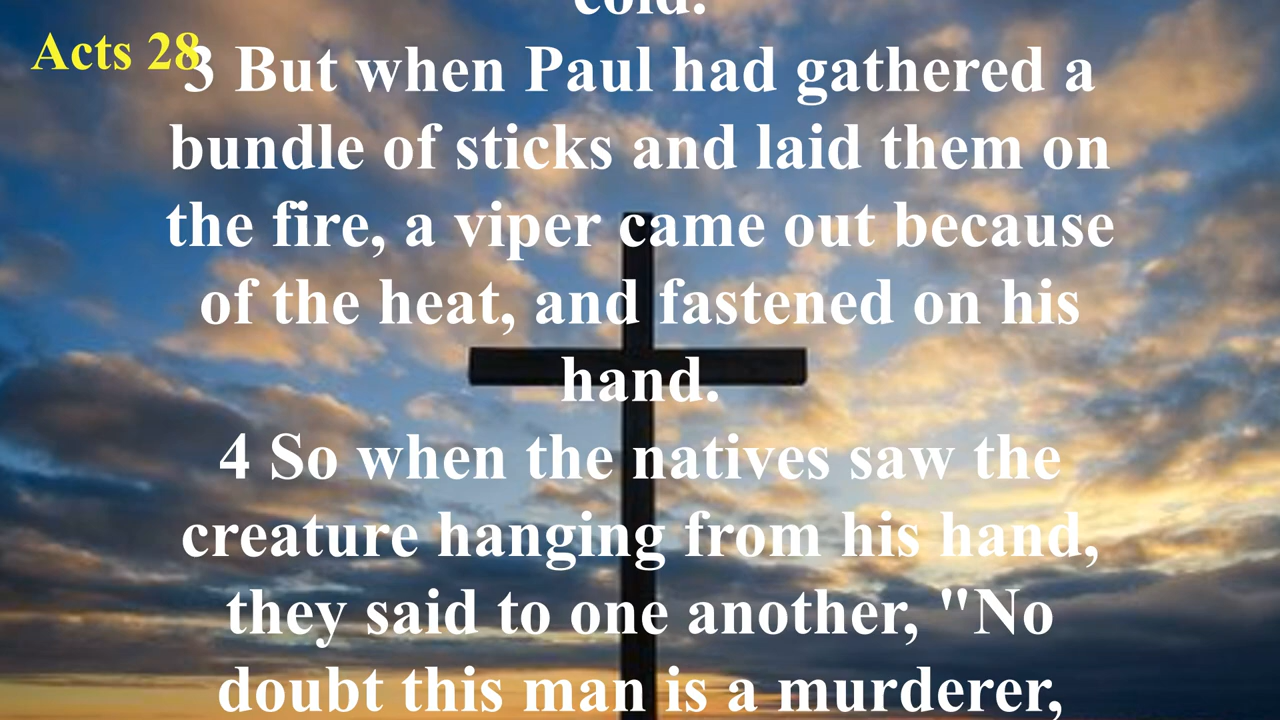 cold.
Acts 28
3 But when Paul had gathered a
bundle of sticks and laid them on
the fire, a viper came out because
of the heat, and fastened on his
hand.
4 So when the natives saw the
creature hanging from his hand,
they said to one another, "No
doubt this man is a murderer,